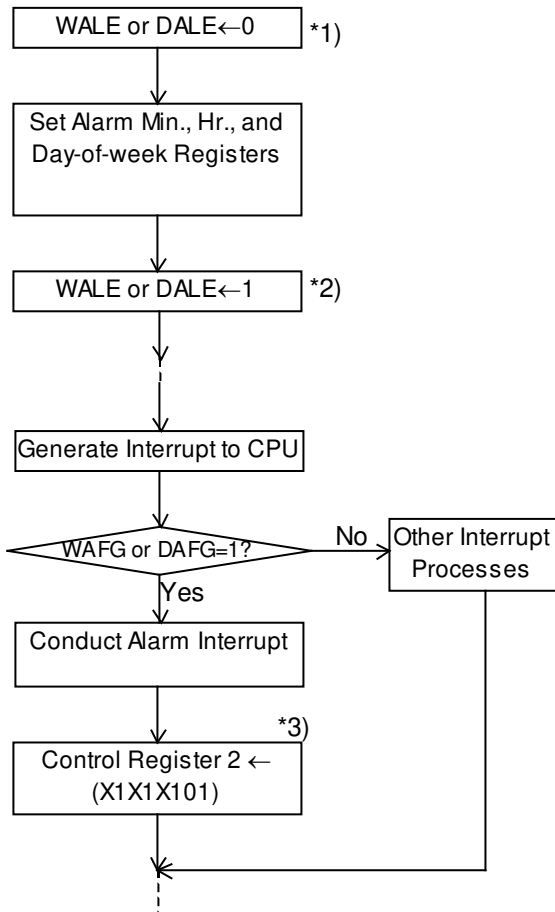 WALE or DALE←0
*1)
Set Alarm Min., Hr., and
Day-of-week Registers
WALE or DALE←1
*2)
Generate Interrupt to CPU
WAFG or DAFG=1?
No
Other Interrupt
Processes
Yes
Conduct Alarm Interrupt
*3)
Control Register 2 ←
(X1X1X101)